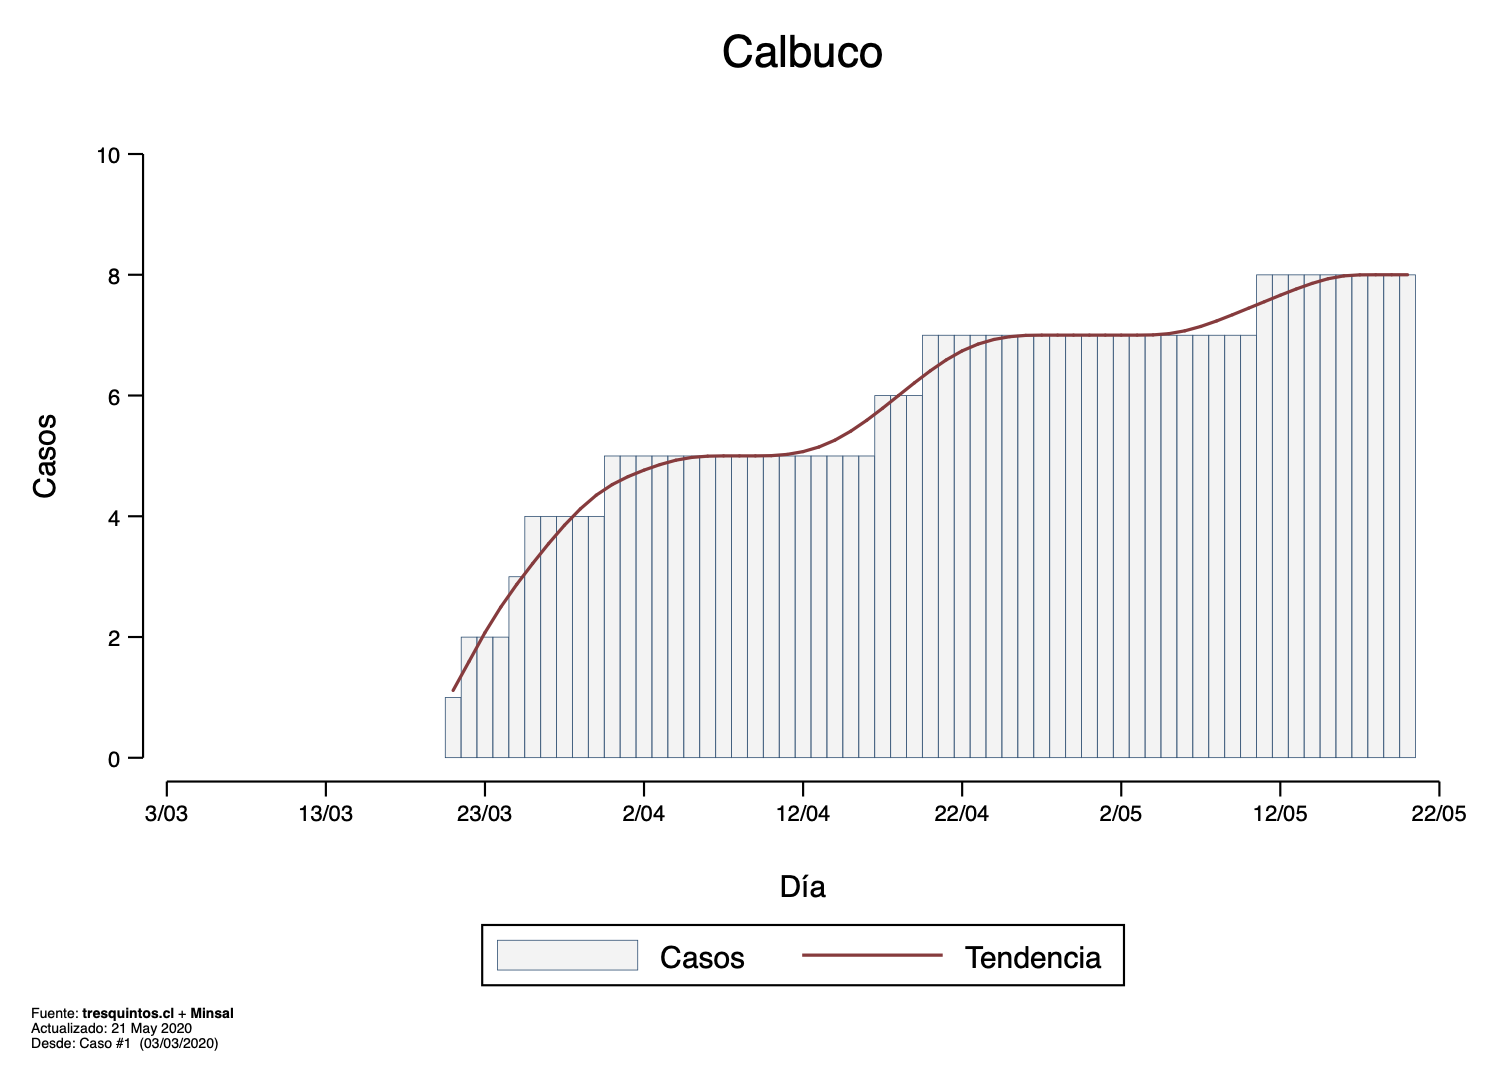 Calbuco
10
8
6
4
2
0
Casos
3/03 13/03 23/03 2/04 12/04 22/04 2/05 12/05 22/05
Día
Casos Tendencia
Fuente: tresquintos.cl + Minsal
Actualizado: 21 May 2020
Desde: Caso #1 (03/03/2020)